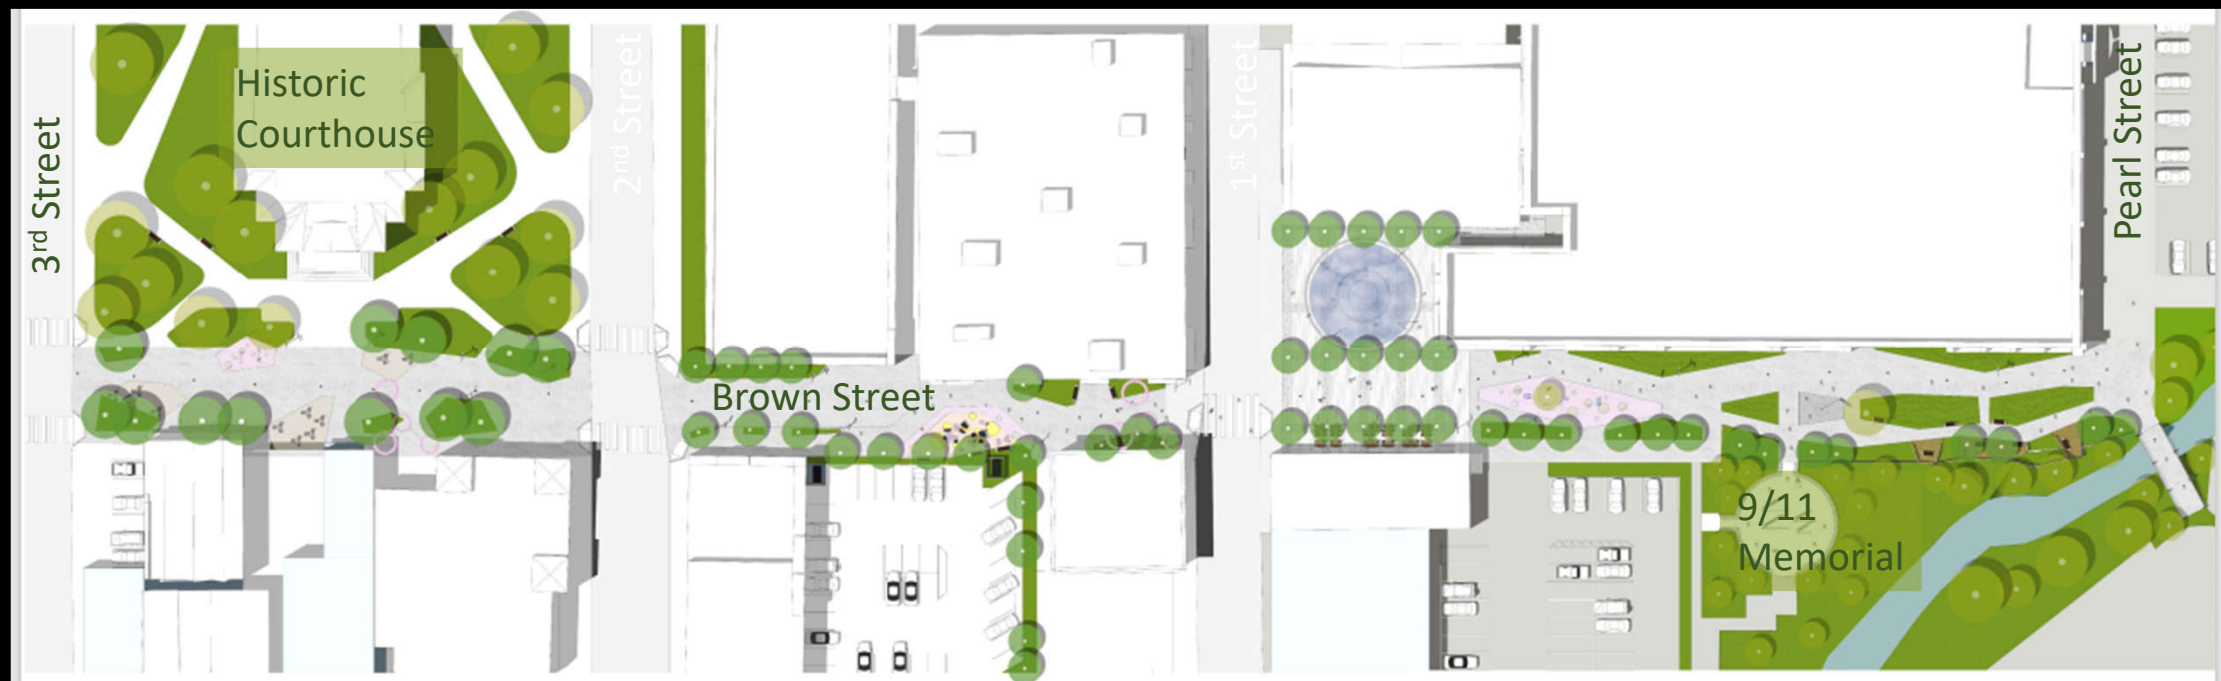 Historic
Courthouse
3rd Street
2nd Street
1st Street
Pearl Street
Brown Street
9/11
Memorial